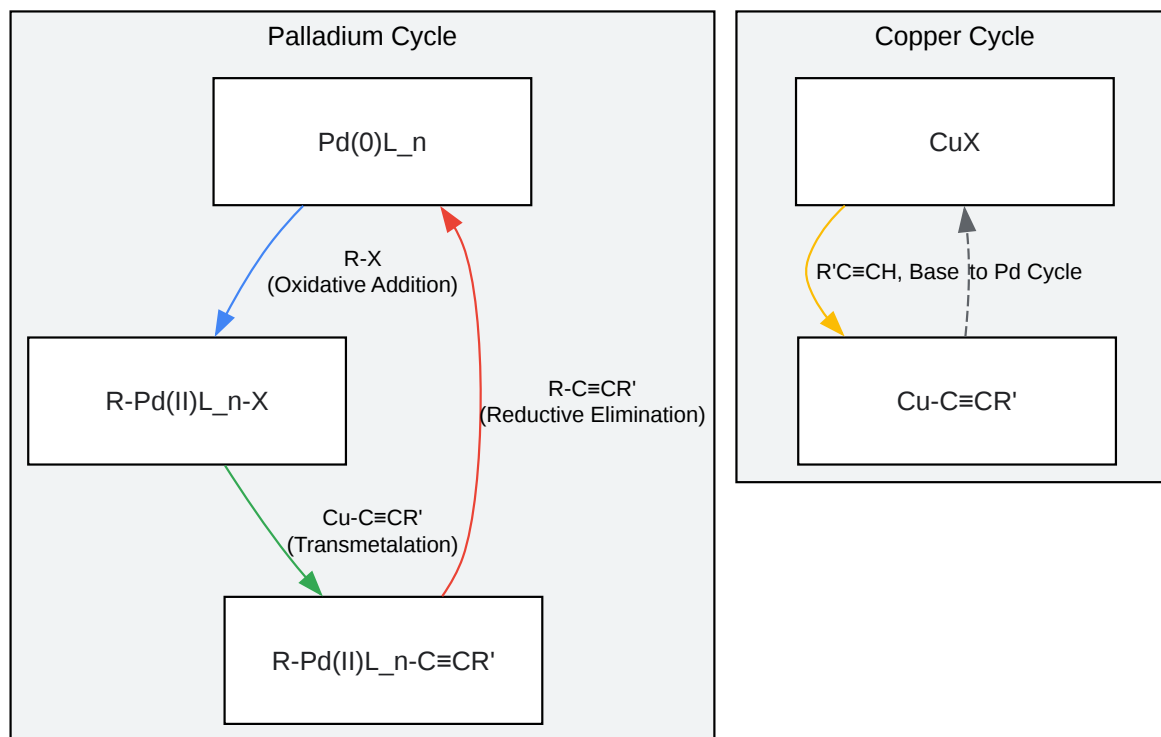 Palladium Cycle
Pd(0)L_n
R-X
(Oxidative Addition)
R-Pd(II)L_n-X
R-C≡CR'
(Reductive Elimination)
Cu-C≡CR'
(Transmetalation)
R-Pd(II)L_n-C≡CR'
Copper Cycle
CuX
R'C≡CH, Base
to Pd Cycle
Cu-C≡CR'